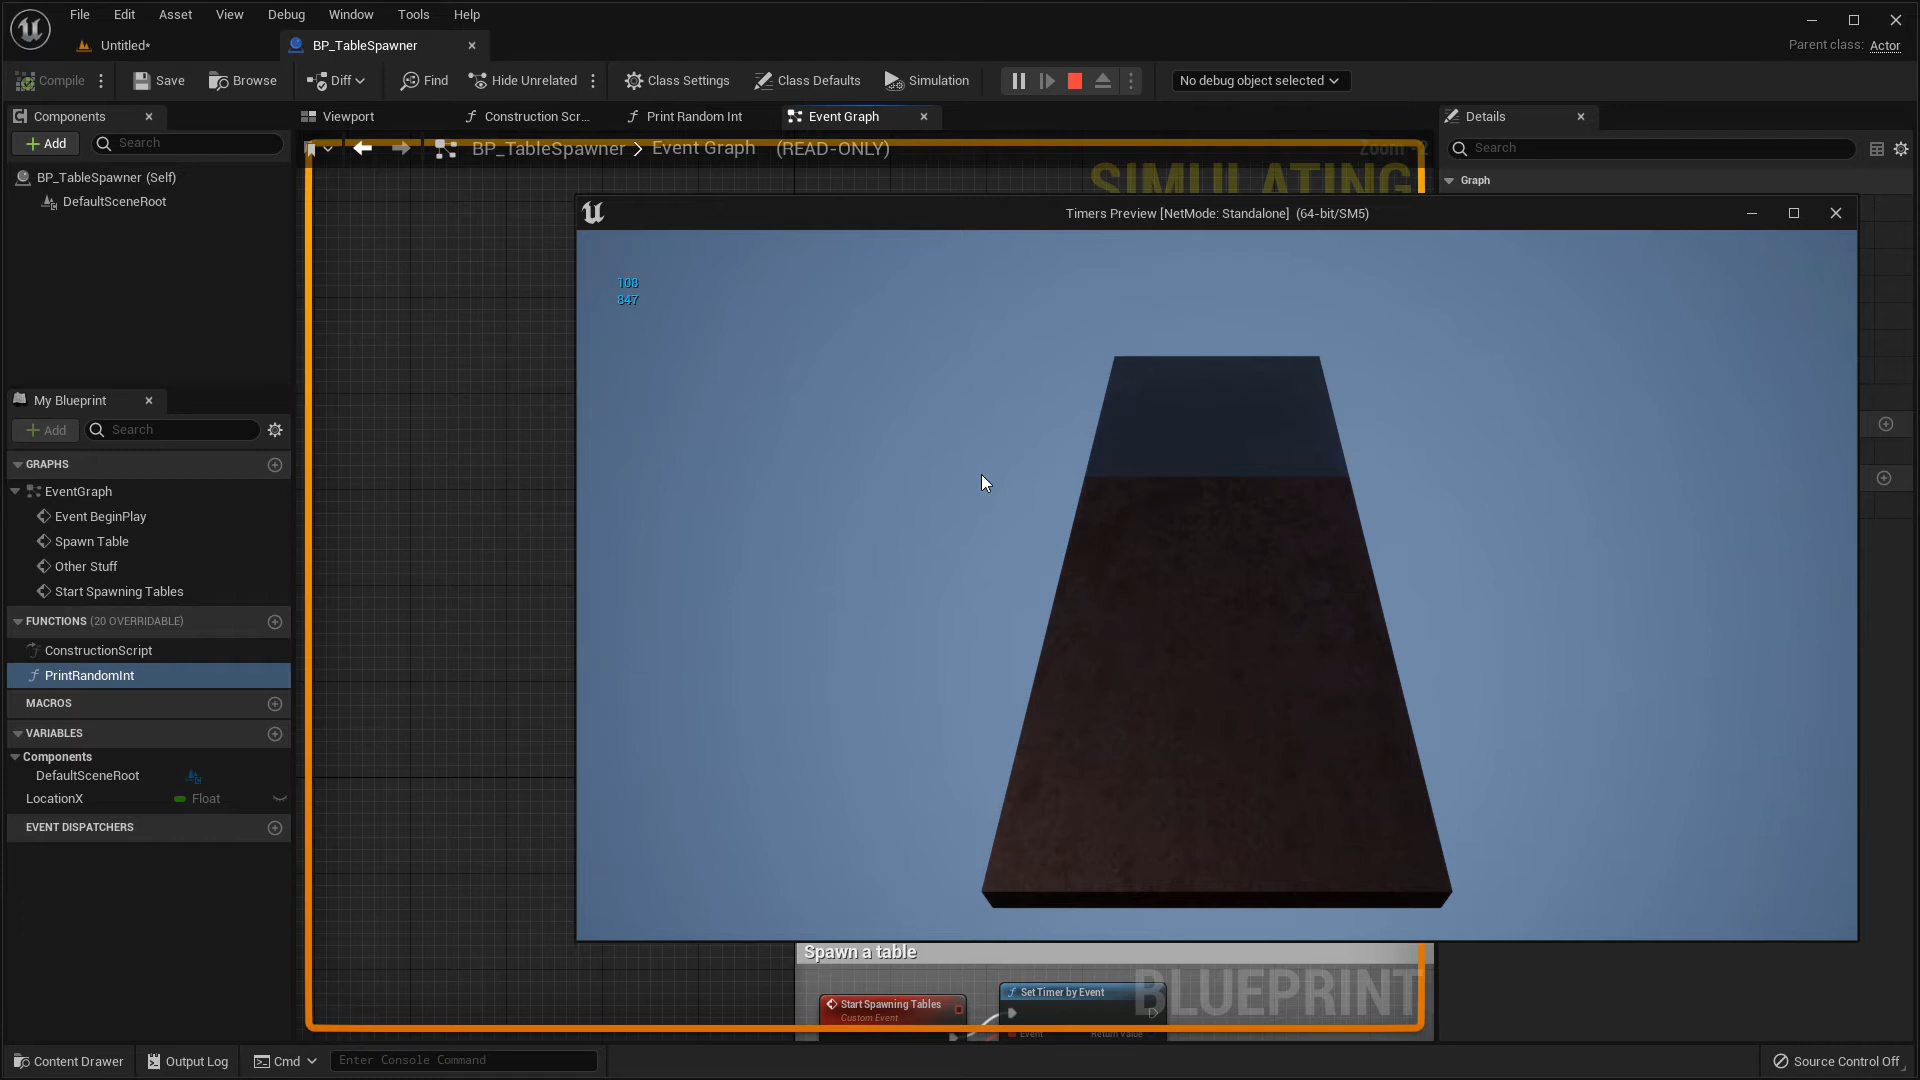 File Edit Asset View Debug Window Tools Help
Untitled*
BP_TableSpawner
Parent class: Actor
Compile Save Browse Diff Find Hide Unrelated Class Settings Class Defaults Simulation No debug object selected
Components
Viewport Construction Scr... Print Random Int Event Graph
Details
Add Search
BP_TableSpawner > Event Graph (READ-ONLY)
Zoom -2
Search
SIMULATING
Graph
BP_TableSpawner (Self)
DefaultSceneRoot
Timers Preview [NetMode: Standalone] (64-bit/SM5)
108
847
My Blueprint
Add Search
GRAPHS
EventGraph
Event BeginPlay
Spawn Table
Other Stuff
Start Spawning Tables
FUNCTIONS (20 OVERRIDABLE)
ConstructionScript
PrintRandomInt
MACROS
VARIABLES
Components
DefaultSceneRoot
LocationX Float
EVENT DISPATCHERS
Spawn a table
BLUEPRINT
Start Spawning Tables
Custom Event
Set Timer by Event
Event Return Value
Content Drawer Output Log Cmd Enter Console Command Source Control Off